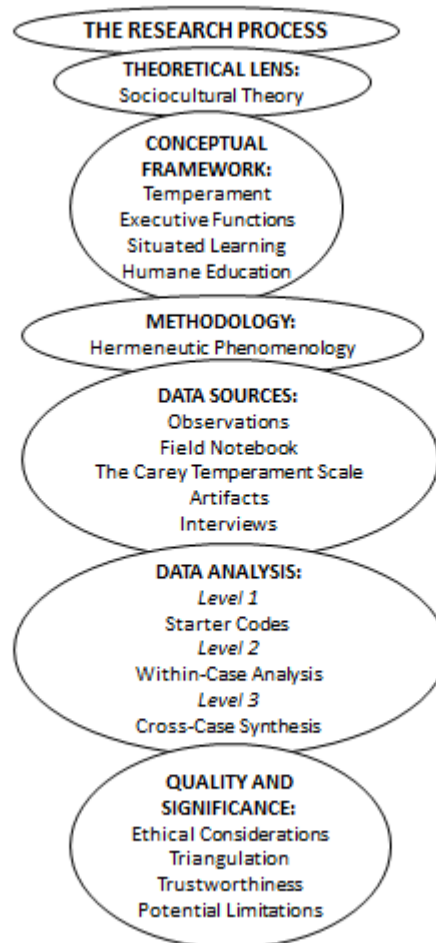 THE RESEARCH PROCESS
THEORETICAL LENS:
Sociocultural Theory
CONCEPTUAL
FRAMEWORK:
Temperament
Executive Functions
Situated Learning
Humane Education
METHODOLOGY:
Hermeneutic Phenomenology
DATA SOURCES:
Observations
Field Notebook
The Carey Temperament Scale
Artifacts
Interviews
DATA ANALYSIS:
Level 1
Starter Codes
Level 2
Within-Case Analysis
Level 3
Cross-Case Synthesis
QUALITY AND
SIGNIFICANCE:
Ethical Considerations
Triangulation
Trustworthiness
Potential Limitations